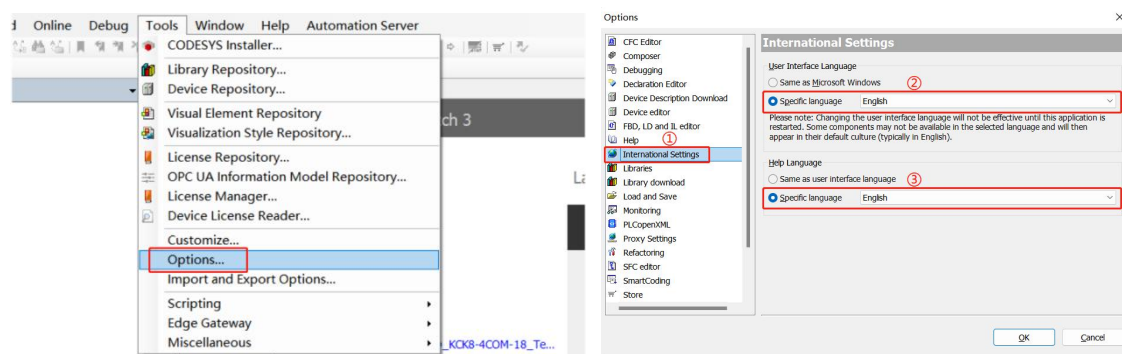 Online Debug Tools Window Help Automation Server
CODESYS Installer...
Library Repository...
Device Repository...
Visual Element Repository
Visualization Style Repository...
License Repository...
OPC UA Information Model Repository...
License Manager...
Device License Reader...
Customize...
Options...
Import and Export Options...
Scripting
Edge Gateway
Miscellaneous
ch 3
La
_KCK8-4COM-18_Te...
Options
CFC Editor
Composer
Debugging
Declaration Editor
Device Description Download
Device editor
FBD, LD and IL editor
Help
①
International Settings
Libraries
Library download
Load and Save
Monitoring
PLCopenXML
Proxy Settings
Refactoring
SFC editor
SmartCoding
Store
International Settings
User Interface Language
Same as Microsoft Windows
②
Specific language English
Please note: Changing the user interface language will not be effective until this application is
restarted. Some components may not be available in the selected language and will then
appear in their default culture (typically in English).
Help Language
Same as user interface language
③
Specific language English
OK Cancel